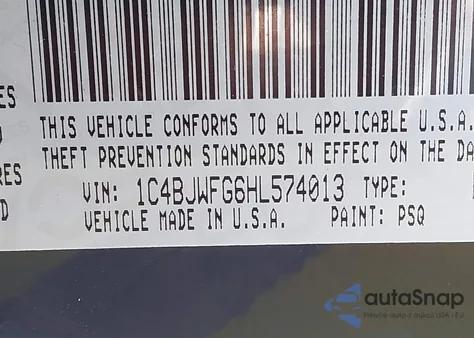 ES
THIS VEHICLE CONFORMS TO ALL APPLICABLE U.S.A.
THEFT PREVENTION STANDARDS IN EFFECT ON THE DA
RES
VIN: 1C4BJWFG6HL574013 TYPE:
D
VEHICLE MADE IN U.S.A. PAINT: PSQ
autaSnap